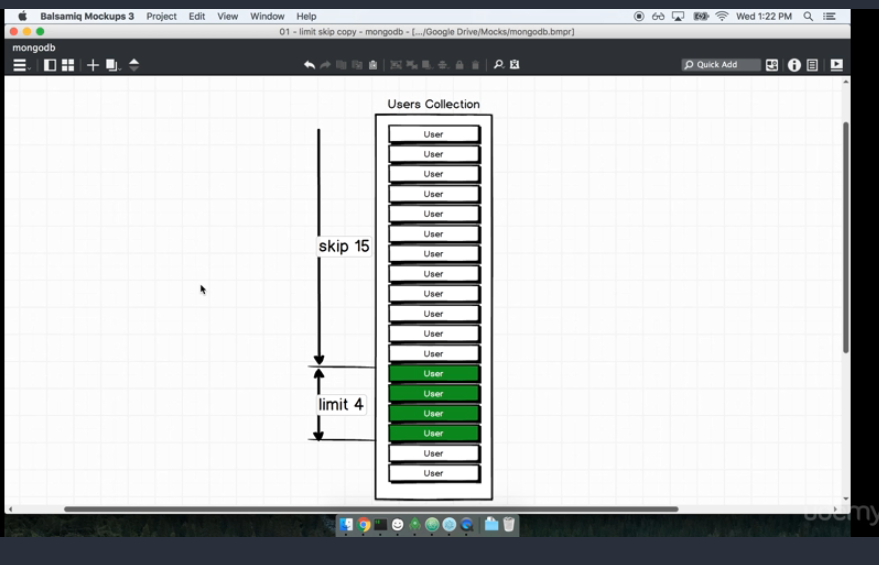 Balsamiq Mockups 3 Project Edit View Window Help Wed 1:22 PM
01 - limit skip copy - mongodb - [.../Google Drive/Mocks/mongodb.bmpr]
mongodb
Quick Add
Users Collection
User
User
User
User
User
User
skip 15
User
User
User
User
User
User
User
User
limit 4
User
User
User
User
udemy